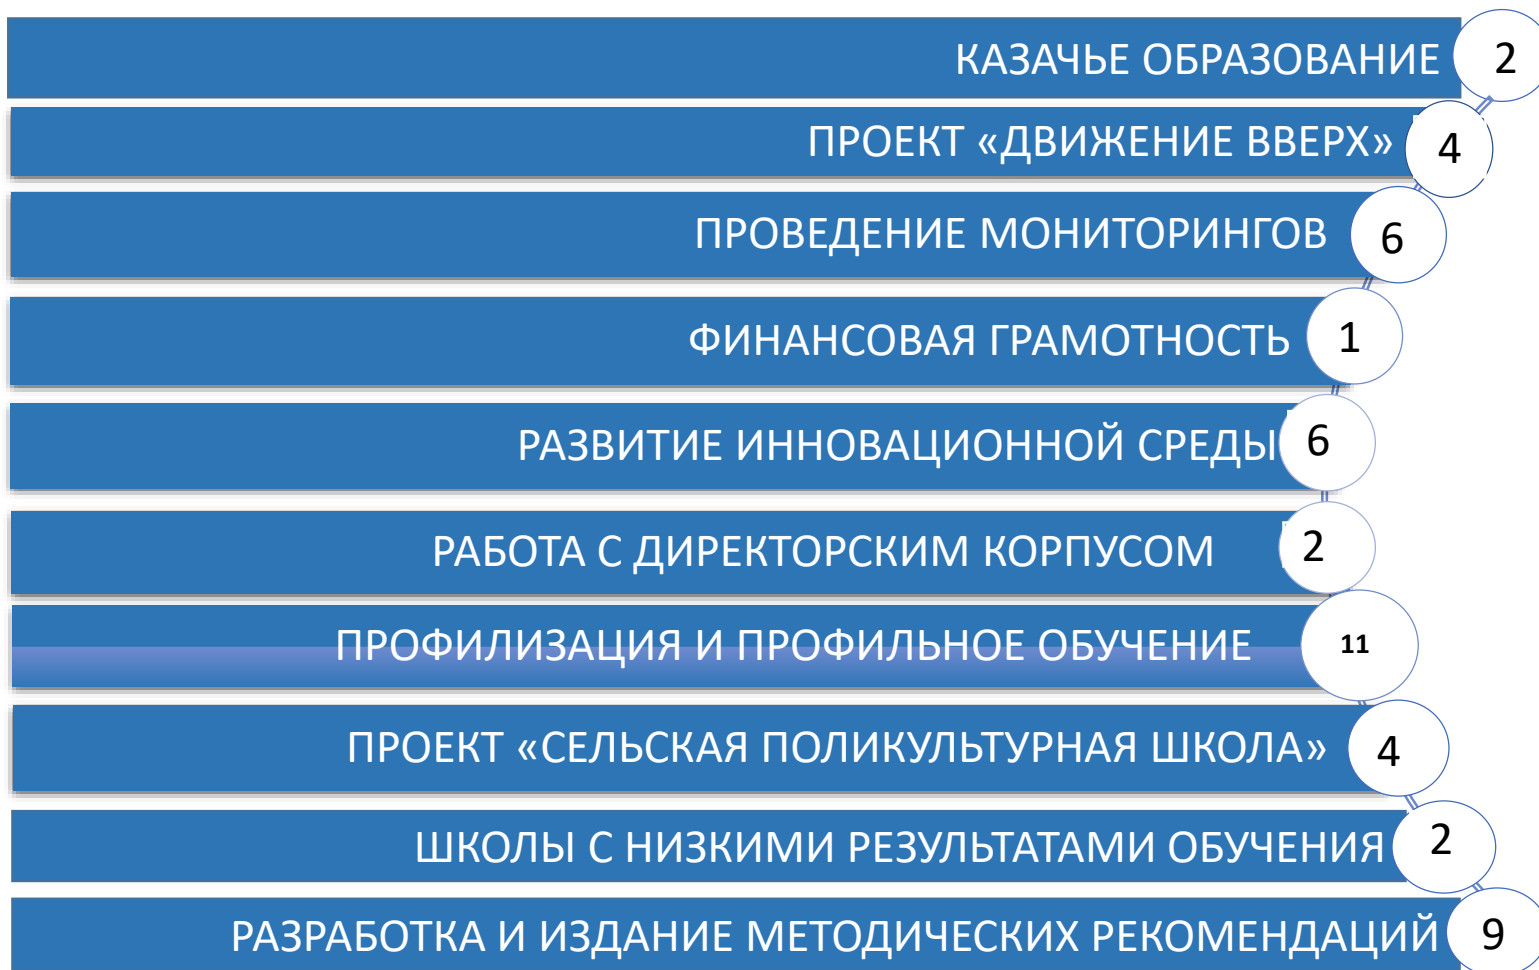 КАЗАЧЬЕ ОБРАЗОВАНИЕ 2
ПРОЕКТ «ДВИЖЕНИЕ ВВЕРХ» 4
ПРОВЕДЕНИЕ МОНИТОРИНГОВ 6
ФИНАНСОВАЯ ГРАМОТНОСТЬ 1
РАЗВИТИЕ ИННОВАЦИОННОЙ СРЕДЫ 6
РАБОТА С ДИРЕКТОРСКИМ КОРПУСОМ 2
ПРОФИЛИЗАЦИЯ И ПРОФИЛЬНОЕ ОБУЧЕНИЕ 11
ПРОЕКТ «СЕЛЬСКАЯ ПОЛИКУЛЬТУРНАЯ ШКОЛА» 4
ШКОЛЫ С НИЗКИМИ РЕЗУЛЬТАТАМИ ОБУЧЕНИЯ 2
РАЗРАБОТКА И ИЗДАНИЕ МЕТОДИЧЕСКИХ РЕКОМЕНДАЦИЙ 9